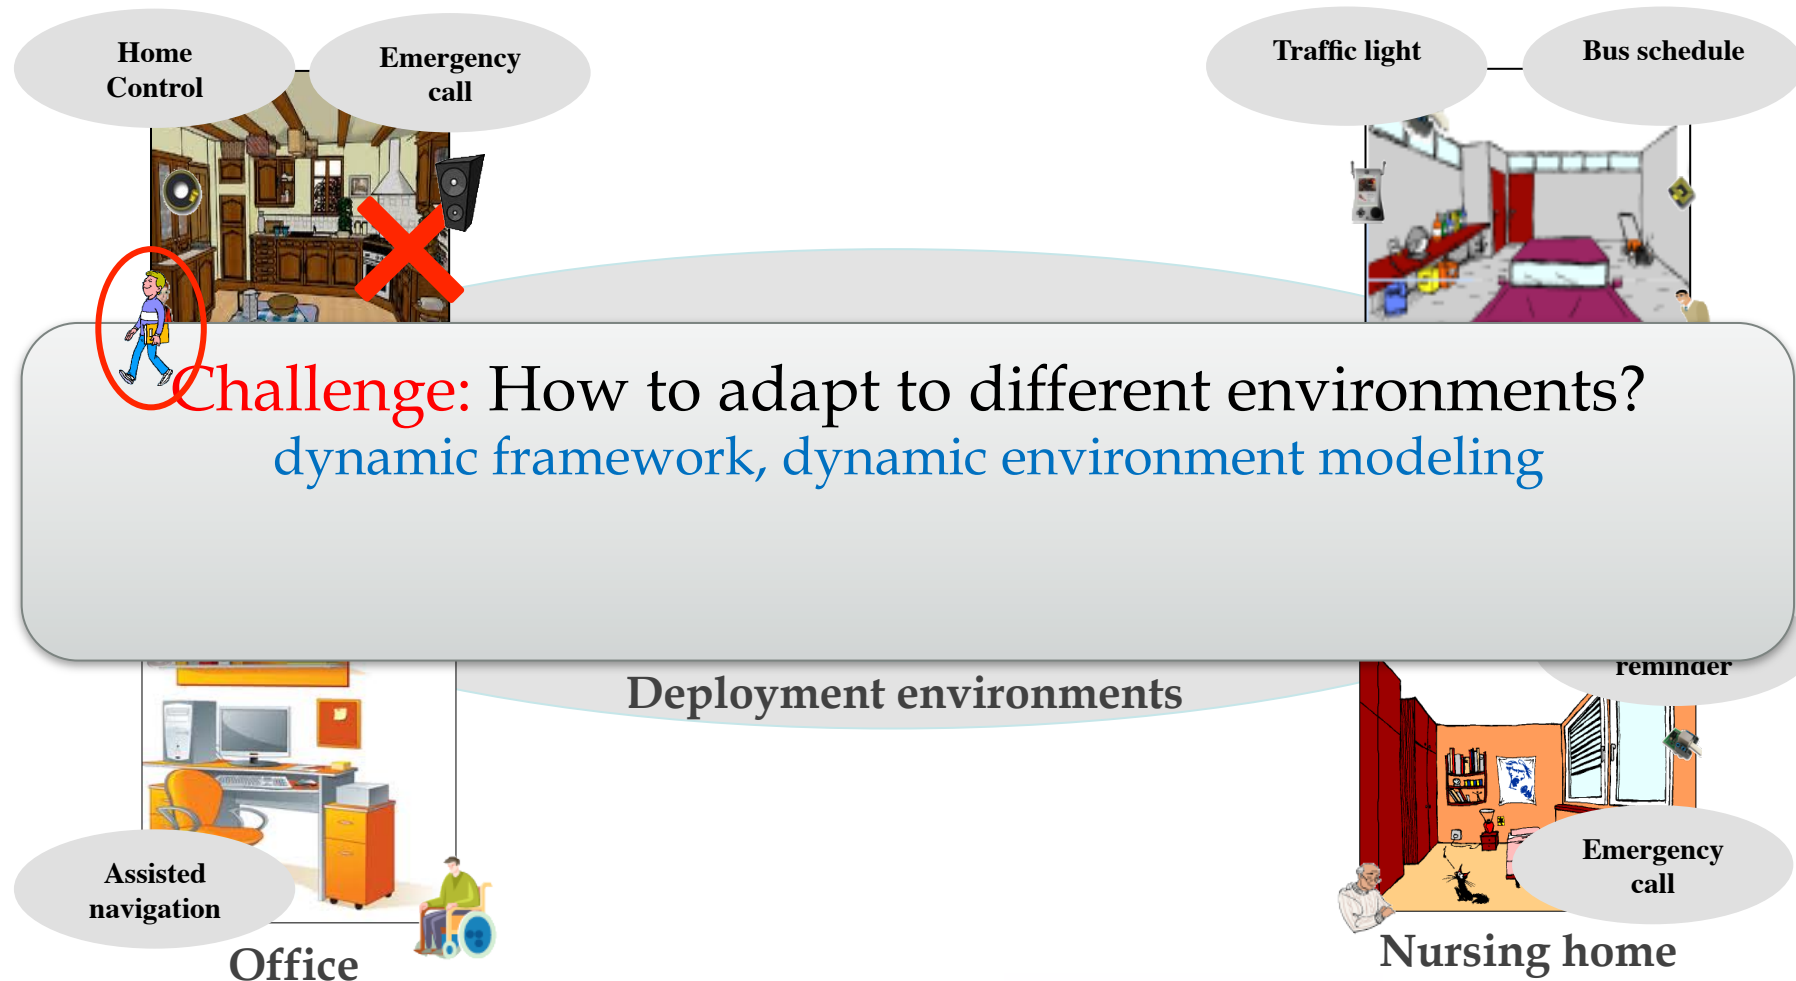 Home
Control
Emergency
call
Traffic light
Bus schedule
Challenge: How to adapt to different environments?
dynamic framework, dynamic environment modeling
Deployment environments
reminder
Assisted
navigation
Emergency
call
Office
Nursing home